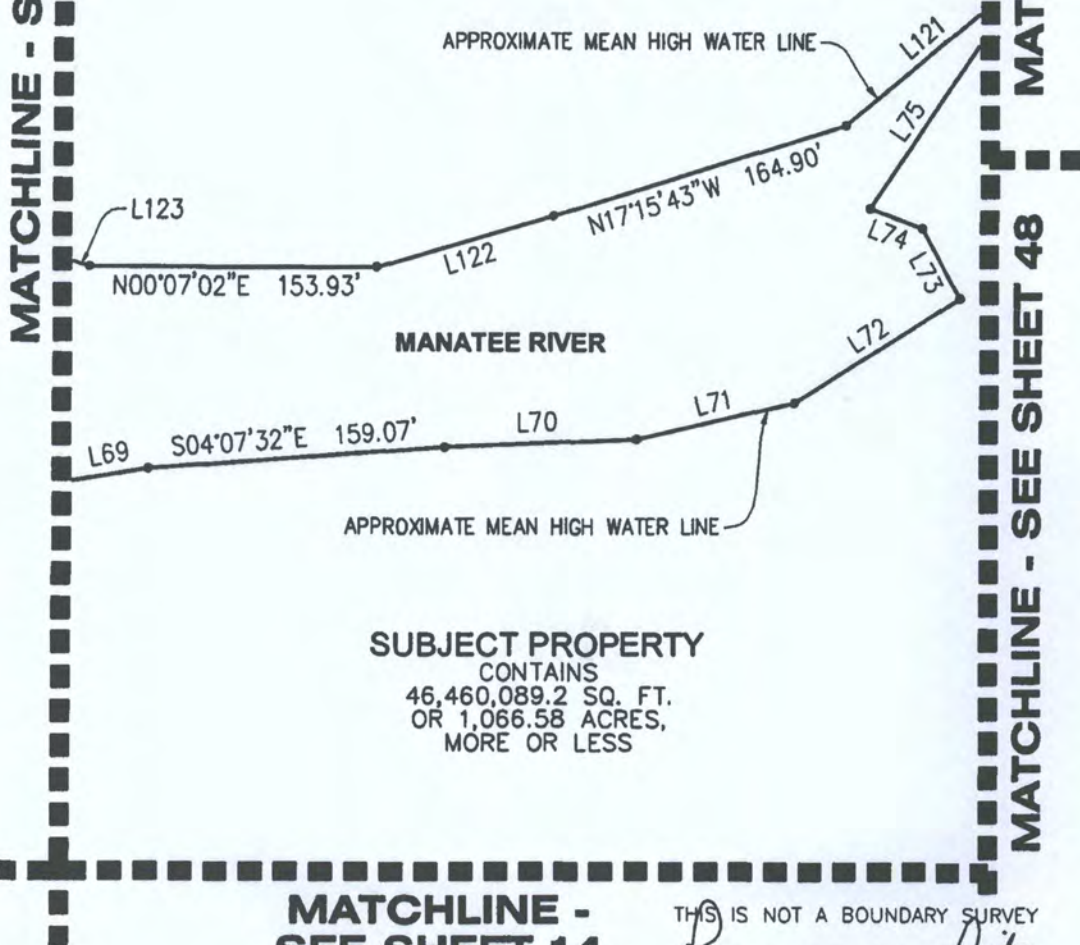 MATCHLINE - S
MAT
APPROXIMATE MEAN HIGH WATER LINE
L121
L75
N17°15'43"W 164.90'
L123
L122
L74
L73
N00°07'02"E 153.93'
MATCHLINE - SEE SHEET 48
MANATEE RIVER
L72
L71
L70
S04°07'32"E 159.07'
L69
APPROXIMATE MEAN HIGH WATER LINE
SUBJECT PROPERTY
CONTAINS
46,460,089.2 SQ. FT.
OR 1,066.58 ACRES,
MORE OR LESS
MATCHLINE -
SEE SHEET 14
THIS IS NOT A BOUNDARY SURVEY